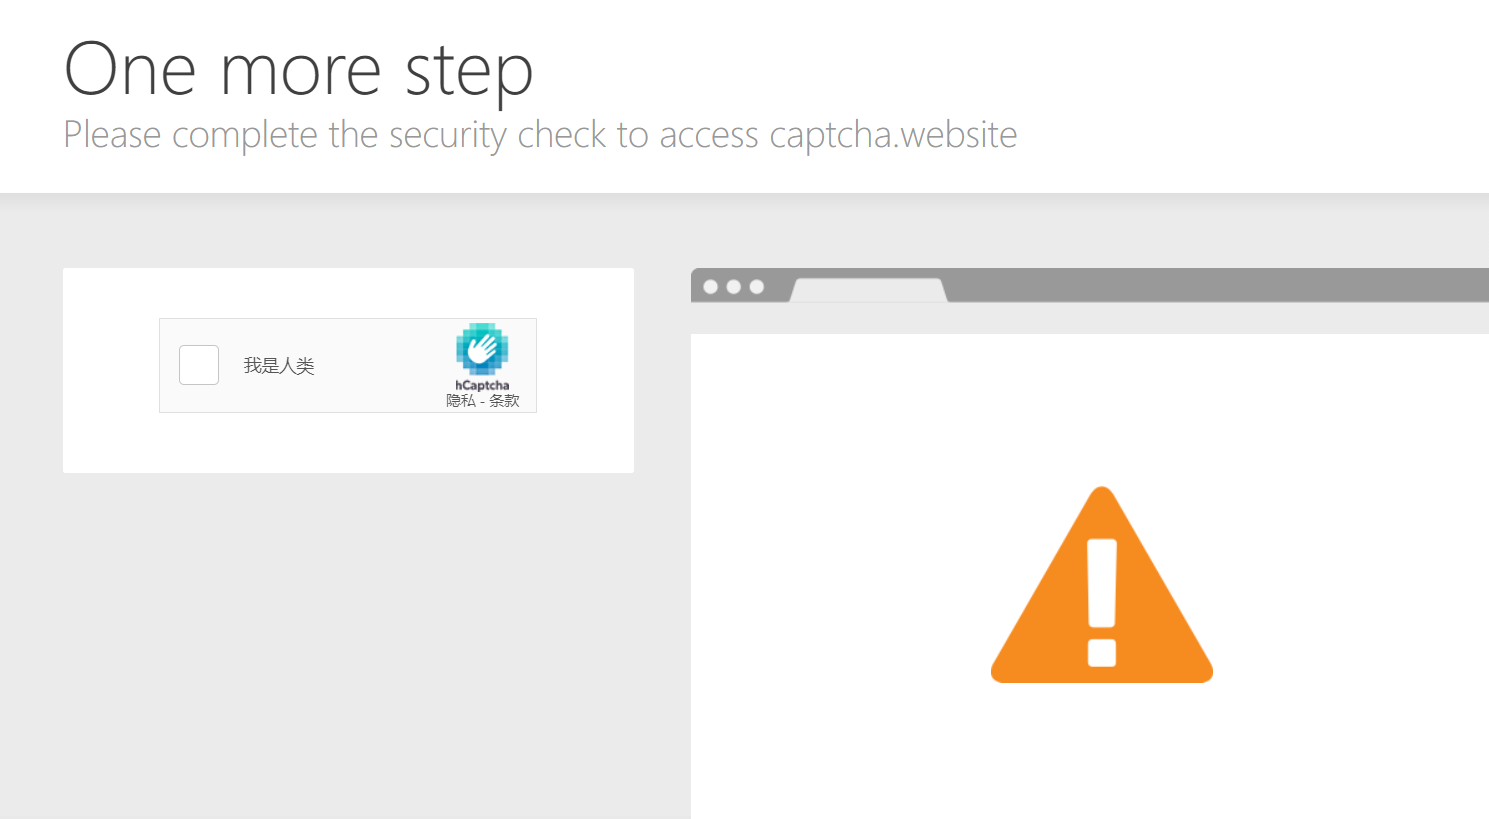 One more step
Please complete the security check to access captcha.website
我是人类
hCaptcha
隐私 - 条款